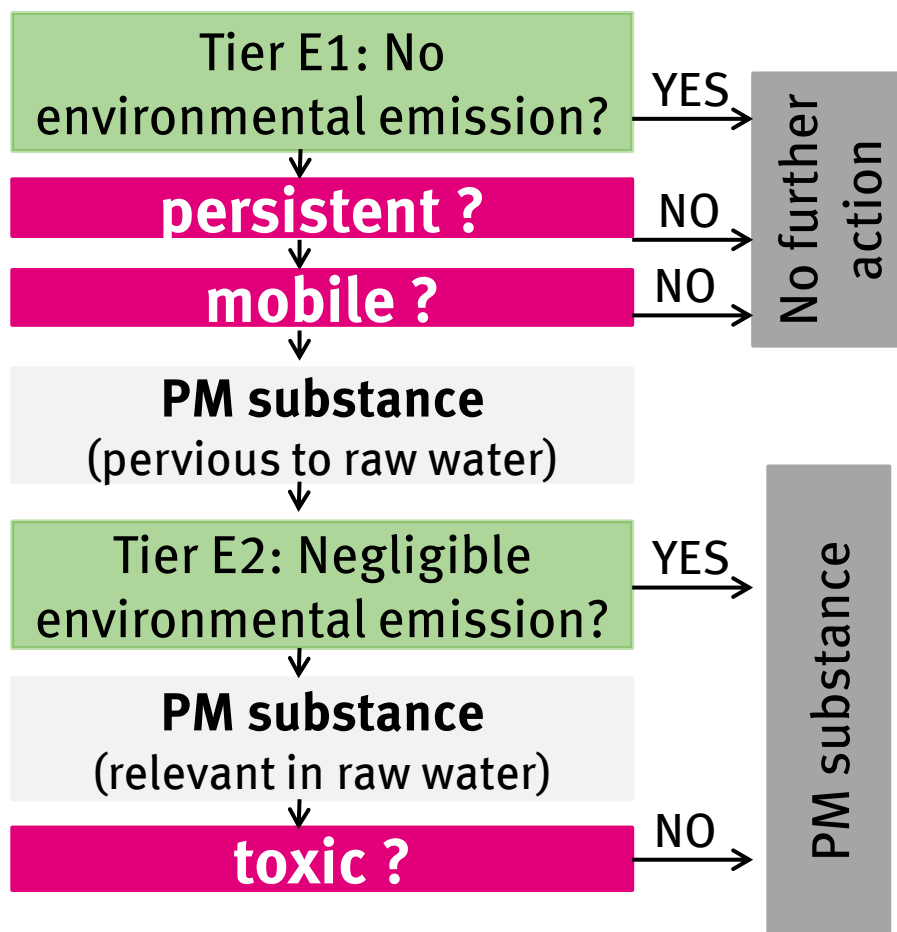 Tier E1: No
environmental emission?
YES
persistent ?
NO
mobile ?
NO
No further
action
PM substance
(pervious to raw water)
Tier E2: Negligible
environmental emission?
YES
PM substance
(relevant in raw water)
toxic ?
NO
PM substance